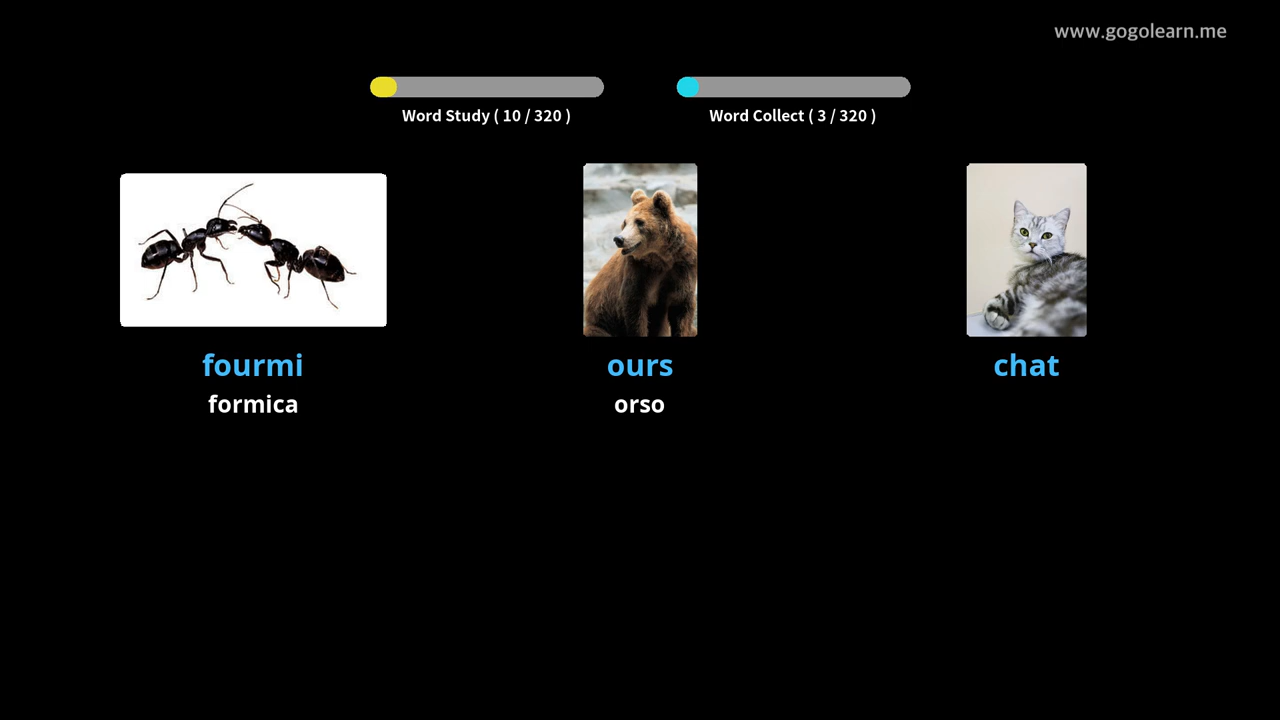 www.gogolearn.me
Word Study ( 10 / 320 )
Word Collect ( 3 / 320 )
fourmi
ours
chat
formica
orso